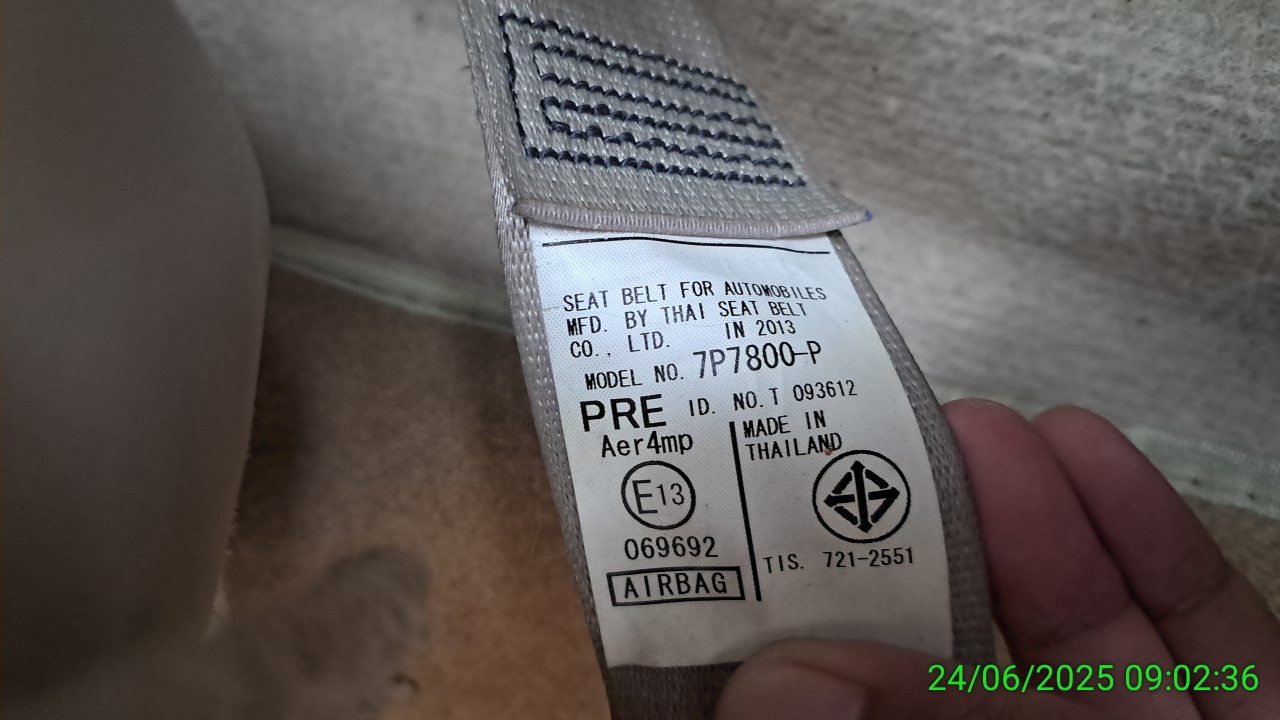 SEAT BELT FOR AUTOMOBILES
MFD. BY THAI SEAT BELT
CO., LTD. IN 2013
MODEL NO. 7P7800-P
PRE ID. NO. T 093612
Aer4mp
E13
069692
AIRBAG
MADE IN
THAILAND
TIS. 721-2551
24/06/2025 09:02:36